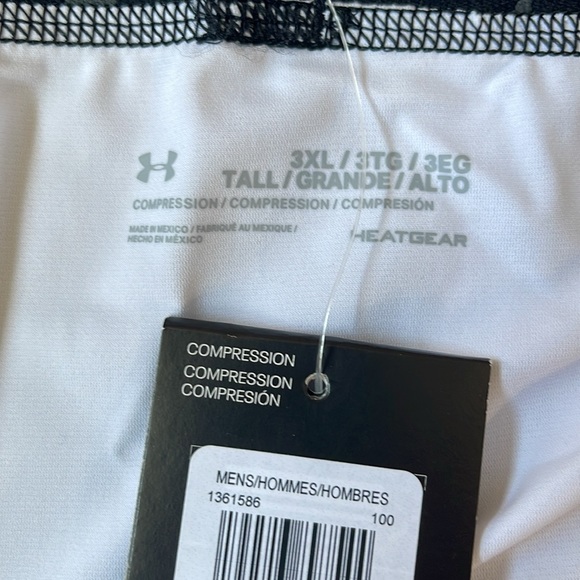 3XL / 3TG / 3EG
TALL / GRANDE / ALTO
COMPRESSION / COMPRESSION / COMPRESIÓN
MADE IN MEXICO / FABRIQUÉ AU MEXIQUE /
HECHO EN MÉXICO
HEATGEAR
COMPRESSION
COMPRESSION
COMPRESIÓN
MENS/HOMMES/HOMBRES
1361586 100